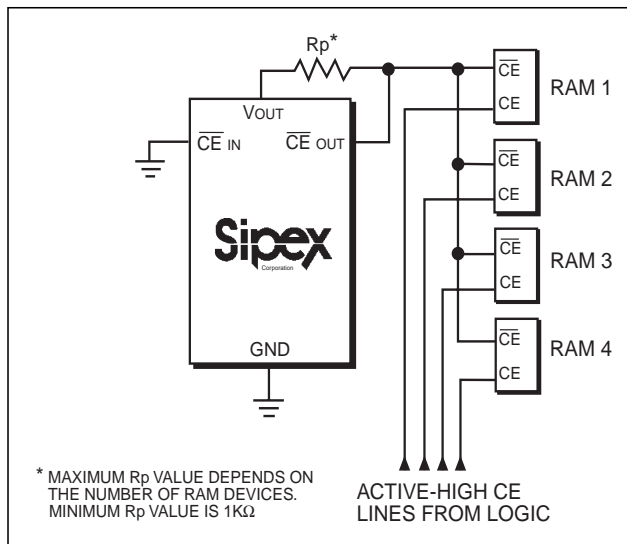 Rp*
VOUT
CE IN
CE OUT
Sipex
Corporation
GND
CE
CE
RAM 1
CE
CE
RAM 2
CE
CE
RAM 3
CE
CE
RAM 4
* MAXIMUM Rp VALUE DEPENDS ON
THE NUMBER OF RAM DEVICES.
MINIMUM Rp VALUE IS 1KΩ
ACTIVE-HIGH CE
LINES FROM LOGIC